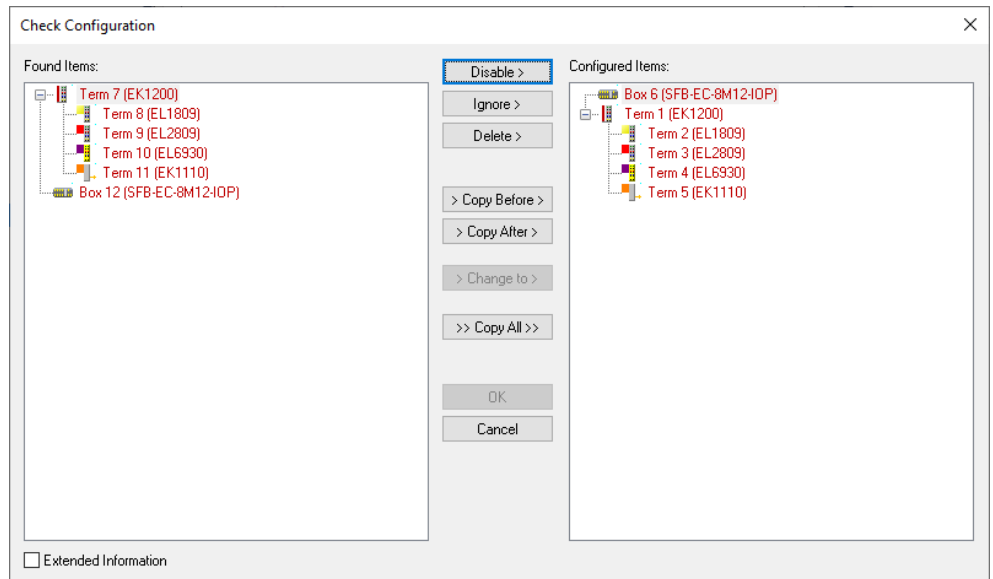 Check Configuration
Found Items:
Term 7 (EK1200)
Term 8 (EL1809)
Term 9 (EL2809)
Term 10 (EL6930)
Term 11 (EK1110)
Box 12 (SFB-EC-8M12-IOP)
Extended Information
Disable >
Ignore >
Delete >
> Copy Before >
> Copy After >
> Change to >
>> Copy All >>
OK
Cancel
Configured Items:
Box 6 (SFB-EC-8M12-IOP)
Term 1 (EK1200)
Term 2 (EL1809)
Term 3 (EL2809)
Term 4 (EL6930)
Term 5 (EK1110)